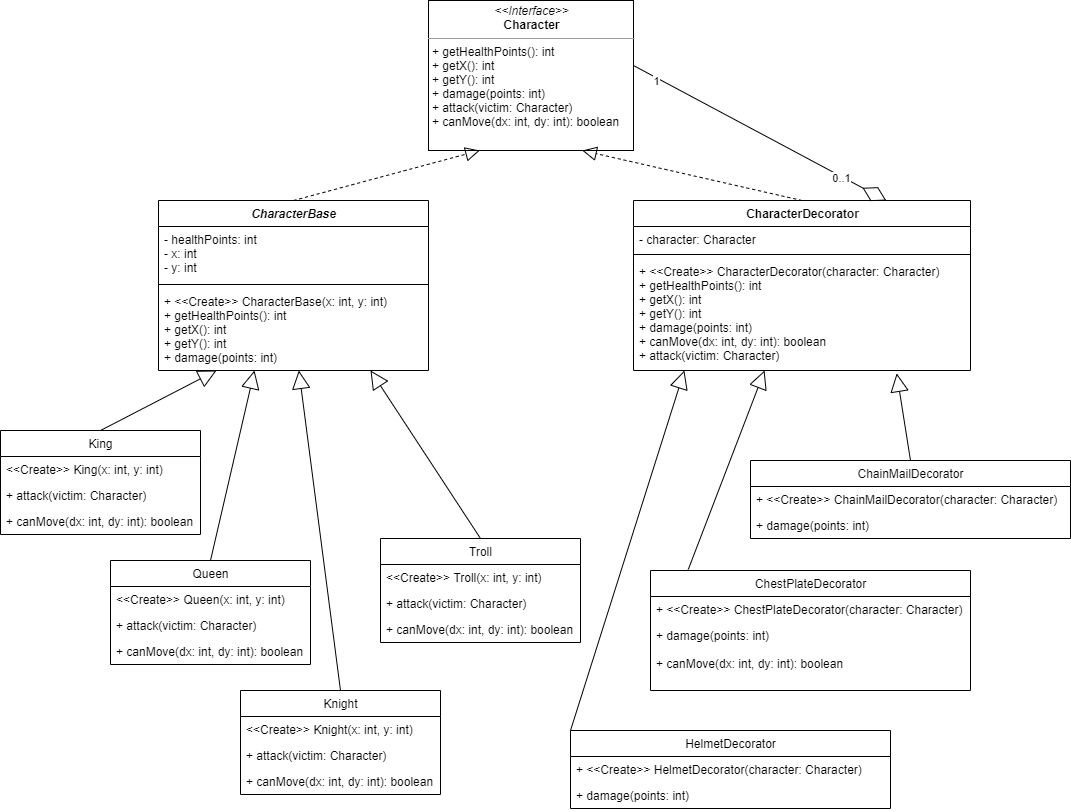 <<Interface>>
Character
+ getHealthPoints(): int
+ getX(): int
+ getY(): int
+ damage(points: int)
+ attack(victim: Character)
+ canMove(dx: int, dy: int): boolean
1
0..1
CharacterBase
- healthPoints: int
- x: int
- y: int
+ <<Create>> CharacterBase(x: int, y: int)
+ getHealthPoints(): int
+ getX(): int
+ getY(): int
+ damage(points: int)
CharacterDecorator
- character: Character
+ <<Create>> CharacterDecorator(character: Character)
+ getHealthPoints(): int
+ getX(): int
+ getY(): int
+ damage(points: int)
+ canMove(dx: int, dy: int): boolean
+ attack(victim: Character)
King
<<Create>> King(x: int, y: int)
+ attack(victim: Character)
+ canMove(dx: int, dy: int): boolean
Queen
<<Create>> Queen(x: int, y: int)
+ attack(victim: Character)
+ canMove(dx: int, dy: int): boolean
Knight
<<Create>> Knight(x: int, y: int)
+ attack(victim: Character)
+ canMove(dx: int, dy: int): boolean
Troll
<<Create>> Troll(x: int, y: int)
+ attack(victim: Character)
+ canMove(dx: int, dy: int): boolean
ChainMailDecorator
+ <<Create>> ChainMailDecorator(character: Character)
+ damage(points: int)
ChestPlateDecorator
+ <<Create>> ChestPlateDecorator(character: Character)
+ damage(points: int)
+ canMove(dx: int, dy: int): boolean
HelmetDecorator
+ <<Create>> HelmetDecorator(character: Character)
+ damage(points: int)